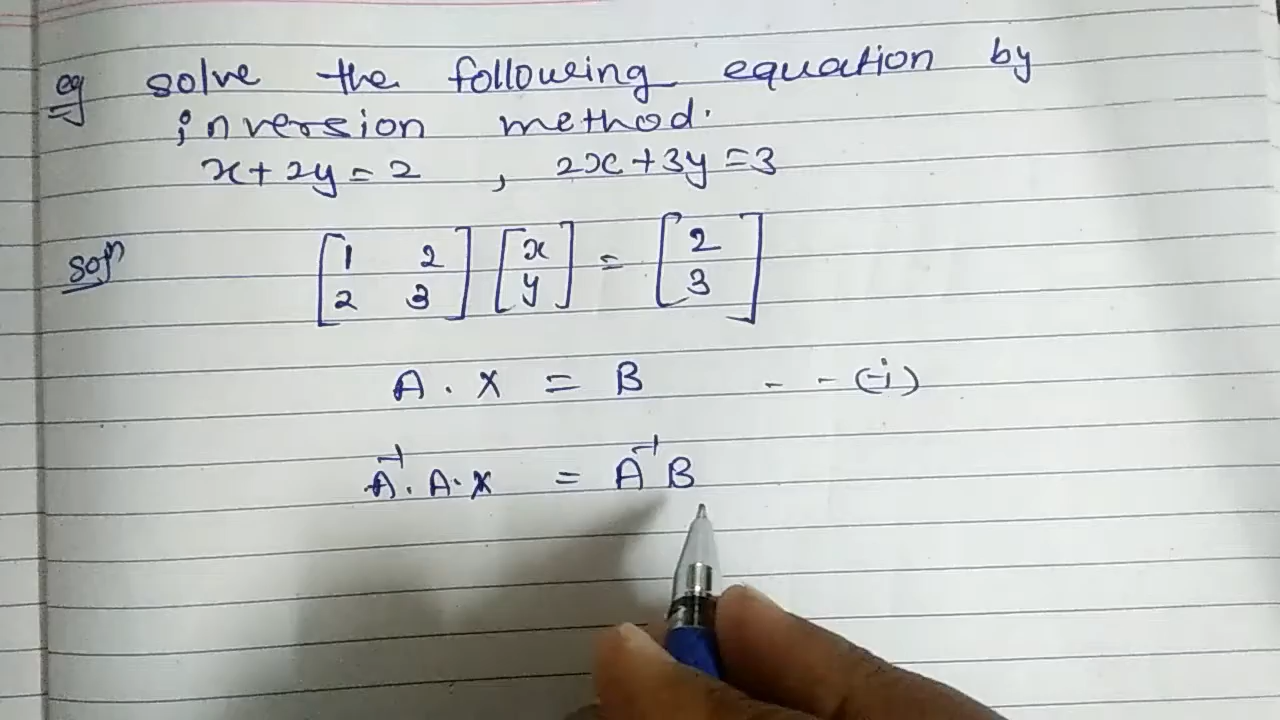 eg solve the following equation by
inversion method.
x + 2y = 2 , 2x + 3y = 3
Solⁿ [1 2; 2 3] [x; y] = [2; 3]
A . X = B - - (i)
A⁻¹ . A . X = A⁻¹ B